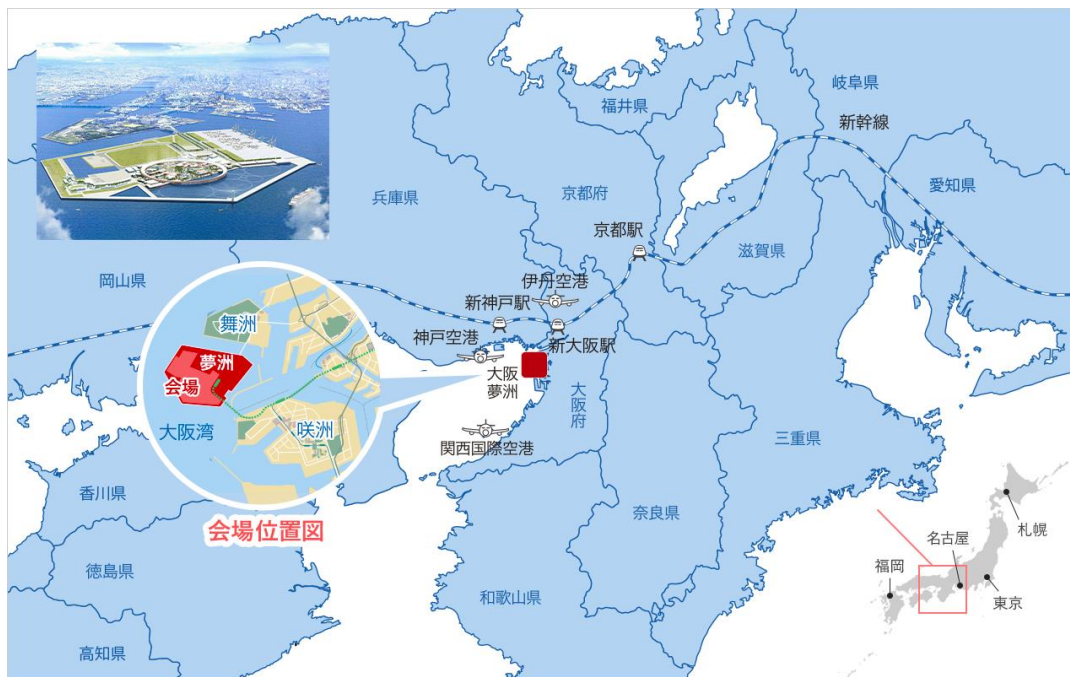 岐阜県
福井県
新幹線
兵庫県
京都府
愛知県
京都駅
滋賀県
岡山県
伊丹空港
新神戸駅
神戸空港
新大阪駅
舞洲
夢洲
会場
大阪
夢洲
大阪府
大阪湾
咲洲
関西国際空港
三重県
香川県
会場位置図
奈良県
札幌
名古屋
福岡
徳島県
和歌山県
東京
高知県